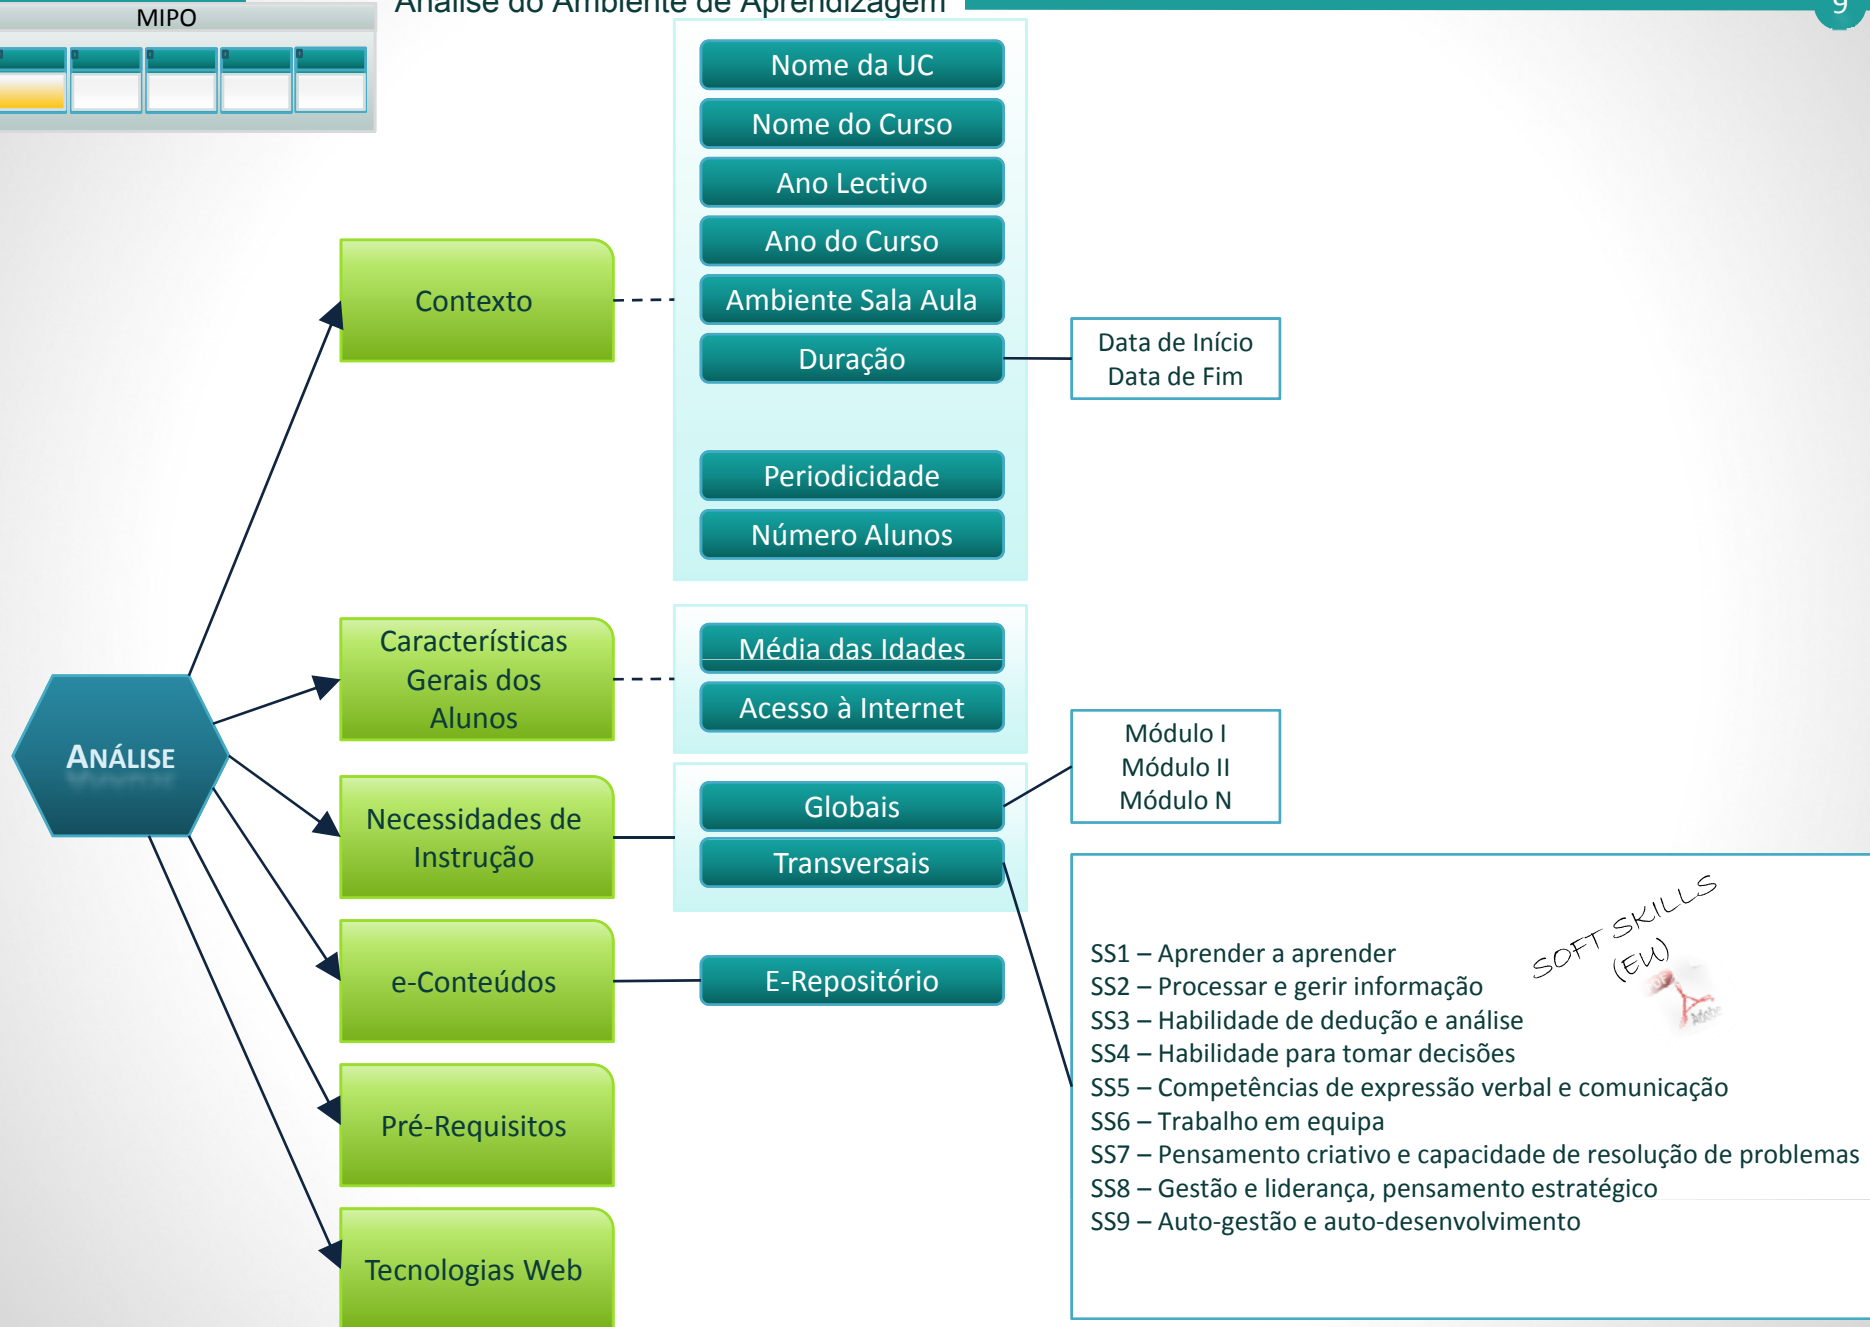 Análise do Ambiente de Aprendizagem
9
MIPO
Nome da UC
Nome do Curso
Ano Lectivo
Ano do Curso
Ambiente Sala Aula
Duração
Periodicidade
Número Alunos
Contexto
Data de Início
Data de Fim
Características
Gerais dos
Alunos
Média das Idades
Acesso à Internet
ANÁLISE
Necessidades de
Instrução
Globais
Transversais
Módulo I
Módulo II
Módulo N
e-Conteúdos
E-Repositório
Pré-Requisitos
Tecnologias Web
SOFT SKILLS
(EU)
Adobe
SS1 – Aprender a aprender
SS2 – Processar e gerir informação
SS3 – Habilidade de dedução e análise
SS4 – Habilidade para tomar decisões
SS5 – Competências de expressão verbal e comunicação
SS6 – Trabalho em equipa
SS7 – Pensamento criativo e capacidade de resolução de problemas
SS8 – Gestão e liderança, pensamento estratégico
SS9 – Auto-gestão e auto-desenvolvimento